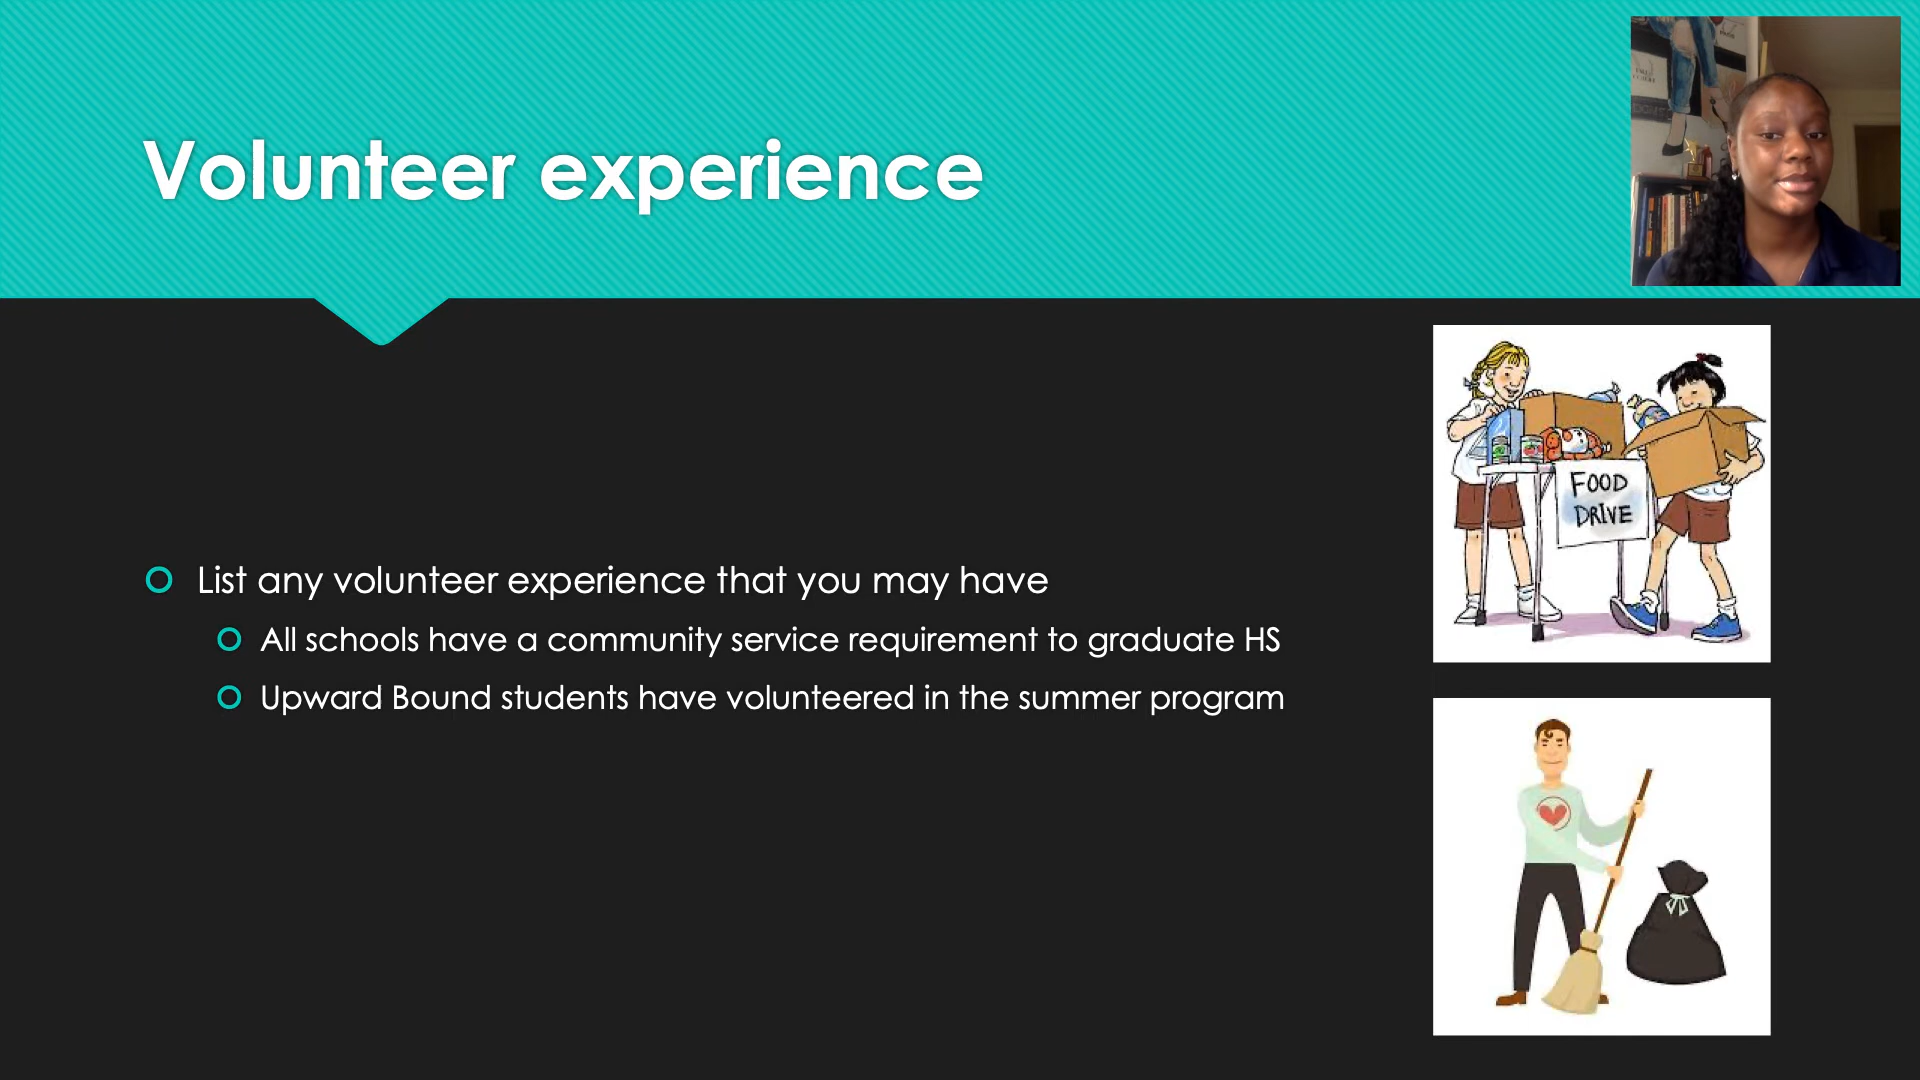 Volunteer experience
List any volunteer experience that you may have
All schools have a community service requirement to graduate HS
Upward Bound students have volunteered in the summer program
FOOD
DRIVE